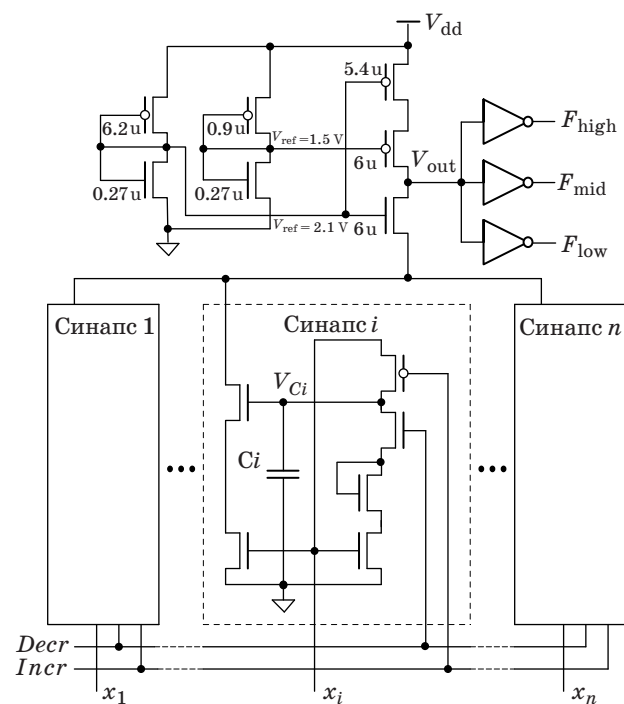 V_dd
5.4u
6.2u
0.9u
V_ref = 1.5 V
F_high
0.27u
0.27u
6u
V_out
F_mid
V_ref = 2.1 V
6u
F_low
Синапс 1
Синапс i
Синапс n
V_Ci
Ci
Decr
Incr
x_1
x_i
x_n